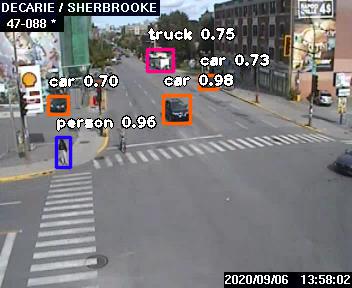 DECARIE / SHERBROOKE
47-088 *
truck 0.75
car 0.73
car 0.70
car 0.98
person 0.96
2020/09/06 13:58:02